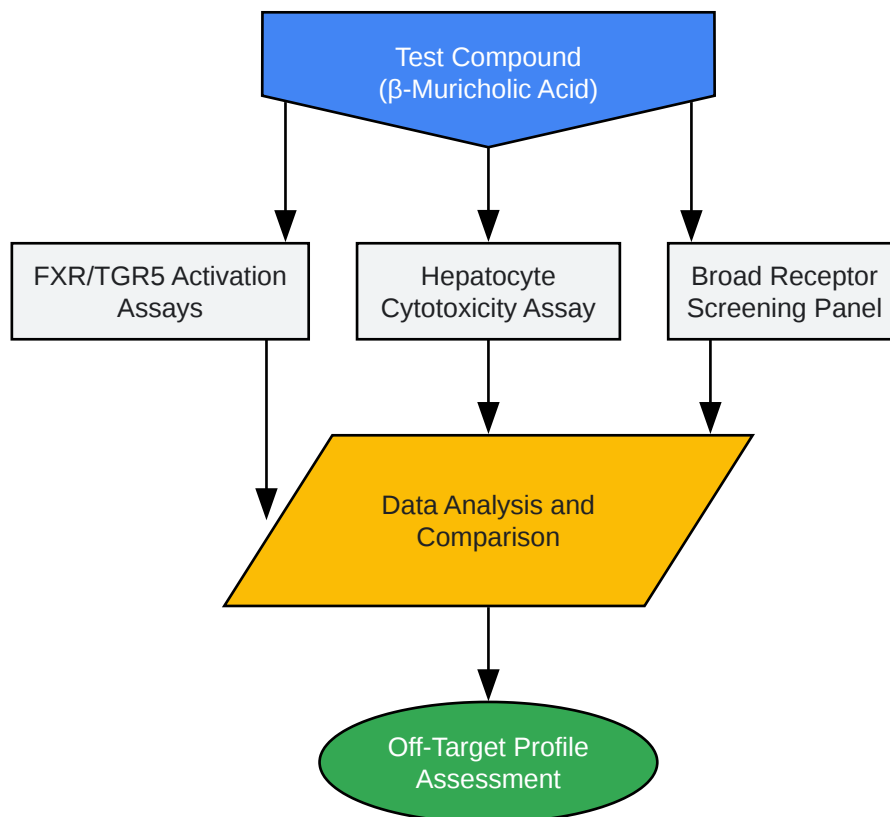 Test Compound
(β-Muricholic Acid)
FXR/TGR5 Activation
Assays
Hepatocyte
Cytotoxicity Assay
Broad Receptor
Screening Panel
Data Analysis and
Comparison
Off-Target Profile
Assessment